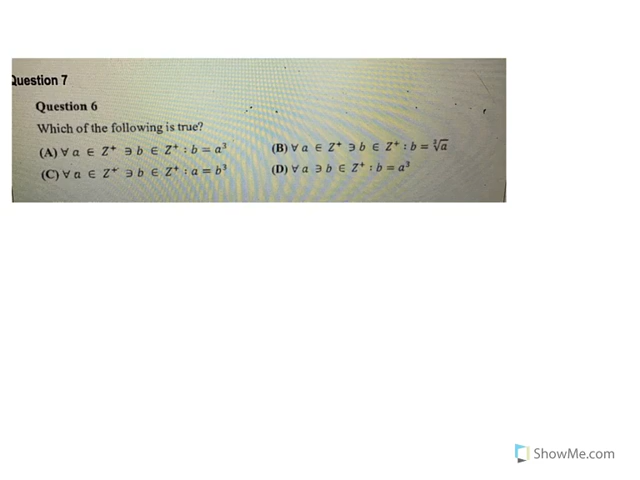 Question 7
Question 6
Which of the following is true?
(A) ∀ a ∈ Z⁺ ∍ b ∈ Z⁺ : b = a³ (B) ∀ a ∈ Z⁺ ∍ b ∈ Z⁺ : b = ∛a
(C) ∀ a ∈ Z⁺ ∍ b ∈ Z⁺ : a = b³ (D) ∀ a ∍ b ∈ Z⁺ : b = a³
ShowMe.com